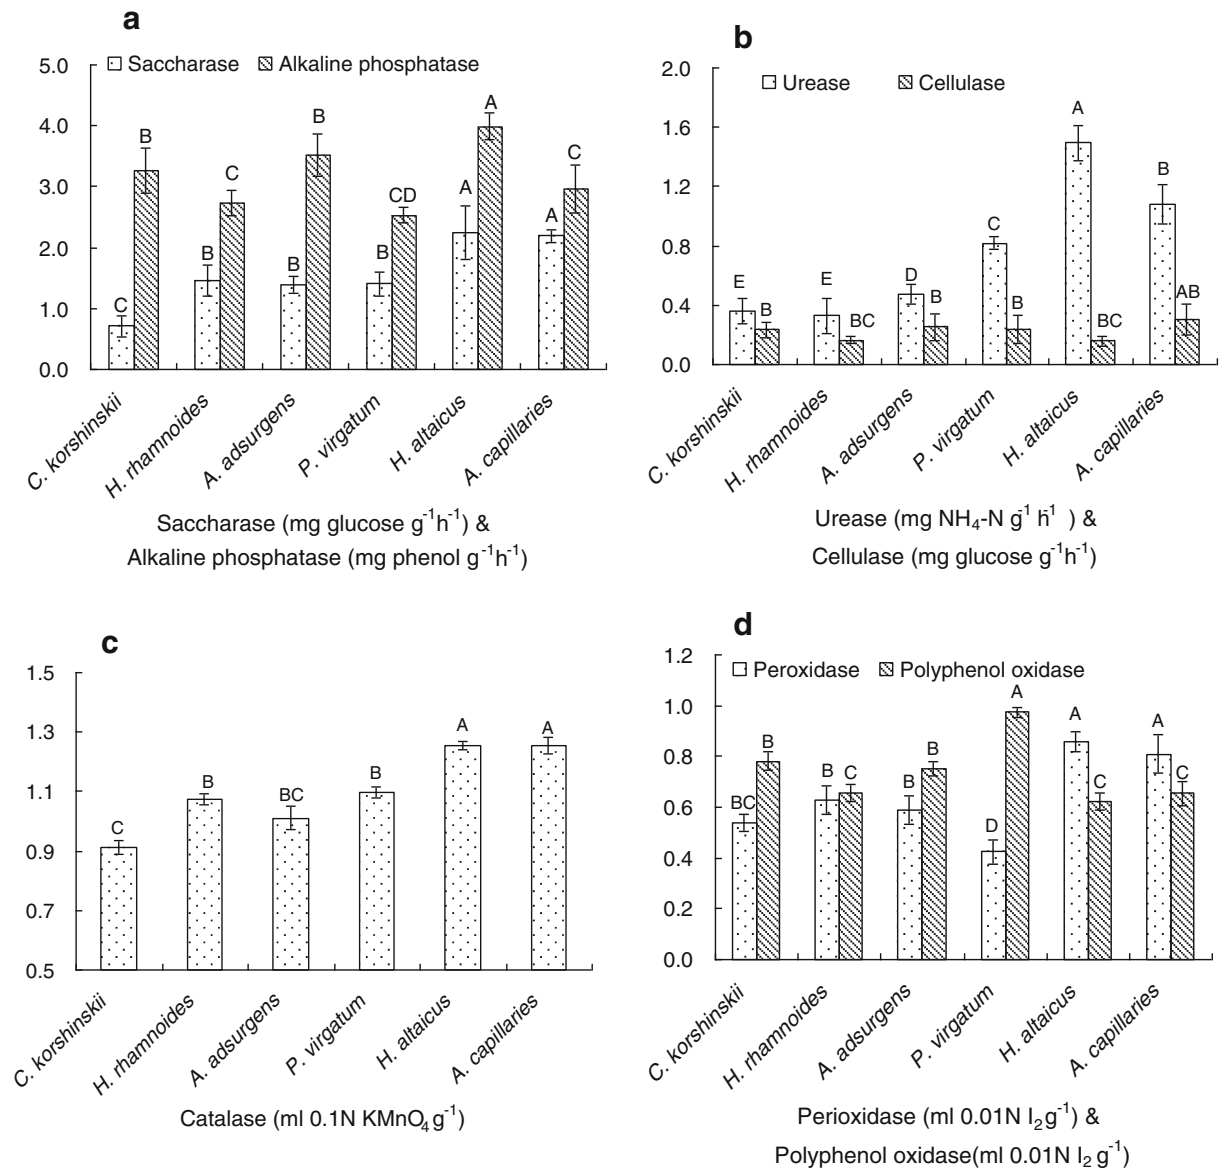 a
Saccharase Alkaline phosphatase
5.0
4.0
3.0
2.0
1.0
0.0
C B B C B B B CD A A A C
C. korshinskii
H. rhamnoides
A. adsurgens
P. virgatum
H. altaicus
A. capillaries
Saccharase (mg glucose g⁻¹h⁻¹) &
Alkaline phosphatase (mg phenol g⁻¹h⁻¹)
b
Urease Cellulase
2.0
1.6
1.2
0.8
0.4
0.0
E B E BC D B C B A BC B AB
C. korshinskii
H. rhamnoides
A. adsurgens
P. virgatum
H. altaicus
A. capillaries
Urease (mg NH₄-N g⁻¹ h¹ ) &
Cellulase (mg glucose g⁻¹h⁻¹)
c
1.5
1.3
1.1
0.9
0.7
0.5
C B BC B A A
C. korshinskii
H. rhamnoides
A. adsurgens
P. virgatum
H. altaicus
A. capillaries
Catalase (ml 0.1N KMnO₄g⁻¹)
d
Peroxidase Polyphenol oxidase
1.2
1.0
0.8
0.6
0.4
0.2
0.0
BC B B C B B D A A C A C
C. korshinskii
H. rhamnoides
A. adsurgens
P. virgatum
H. altaicus
A. capillaries
Perioxidase (ml 0.01N I₂g⁻¹) &
Polyphenol oxidase(ml 0.01N I₂ g⁻¹)